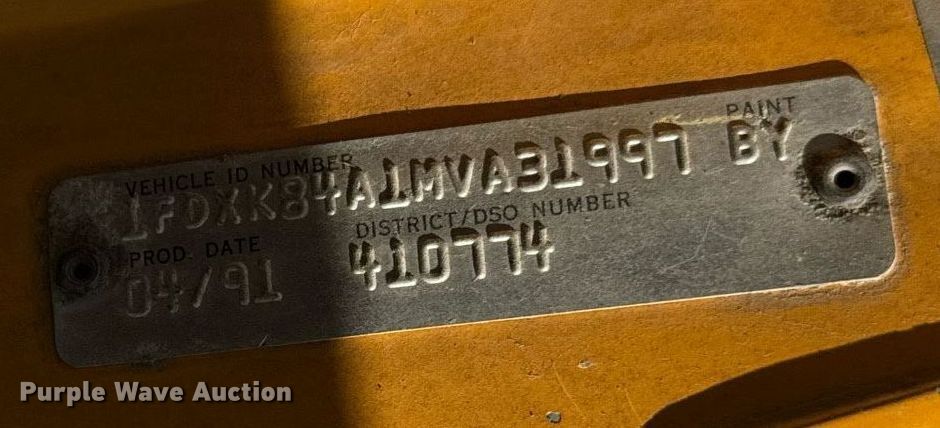 PAINT
VEHICLE ID NUMBER
1FDXK84A1MVA31997 BY
PROD. DATE DISTRICT/DSO NUMBER
04/91 410774
Purple Wave Auction